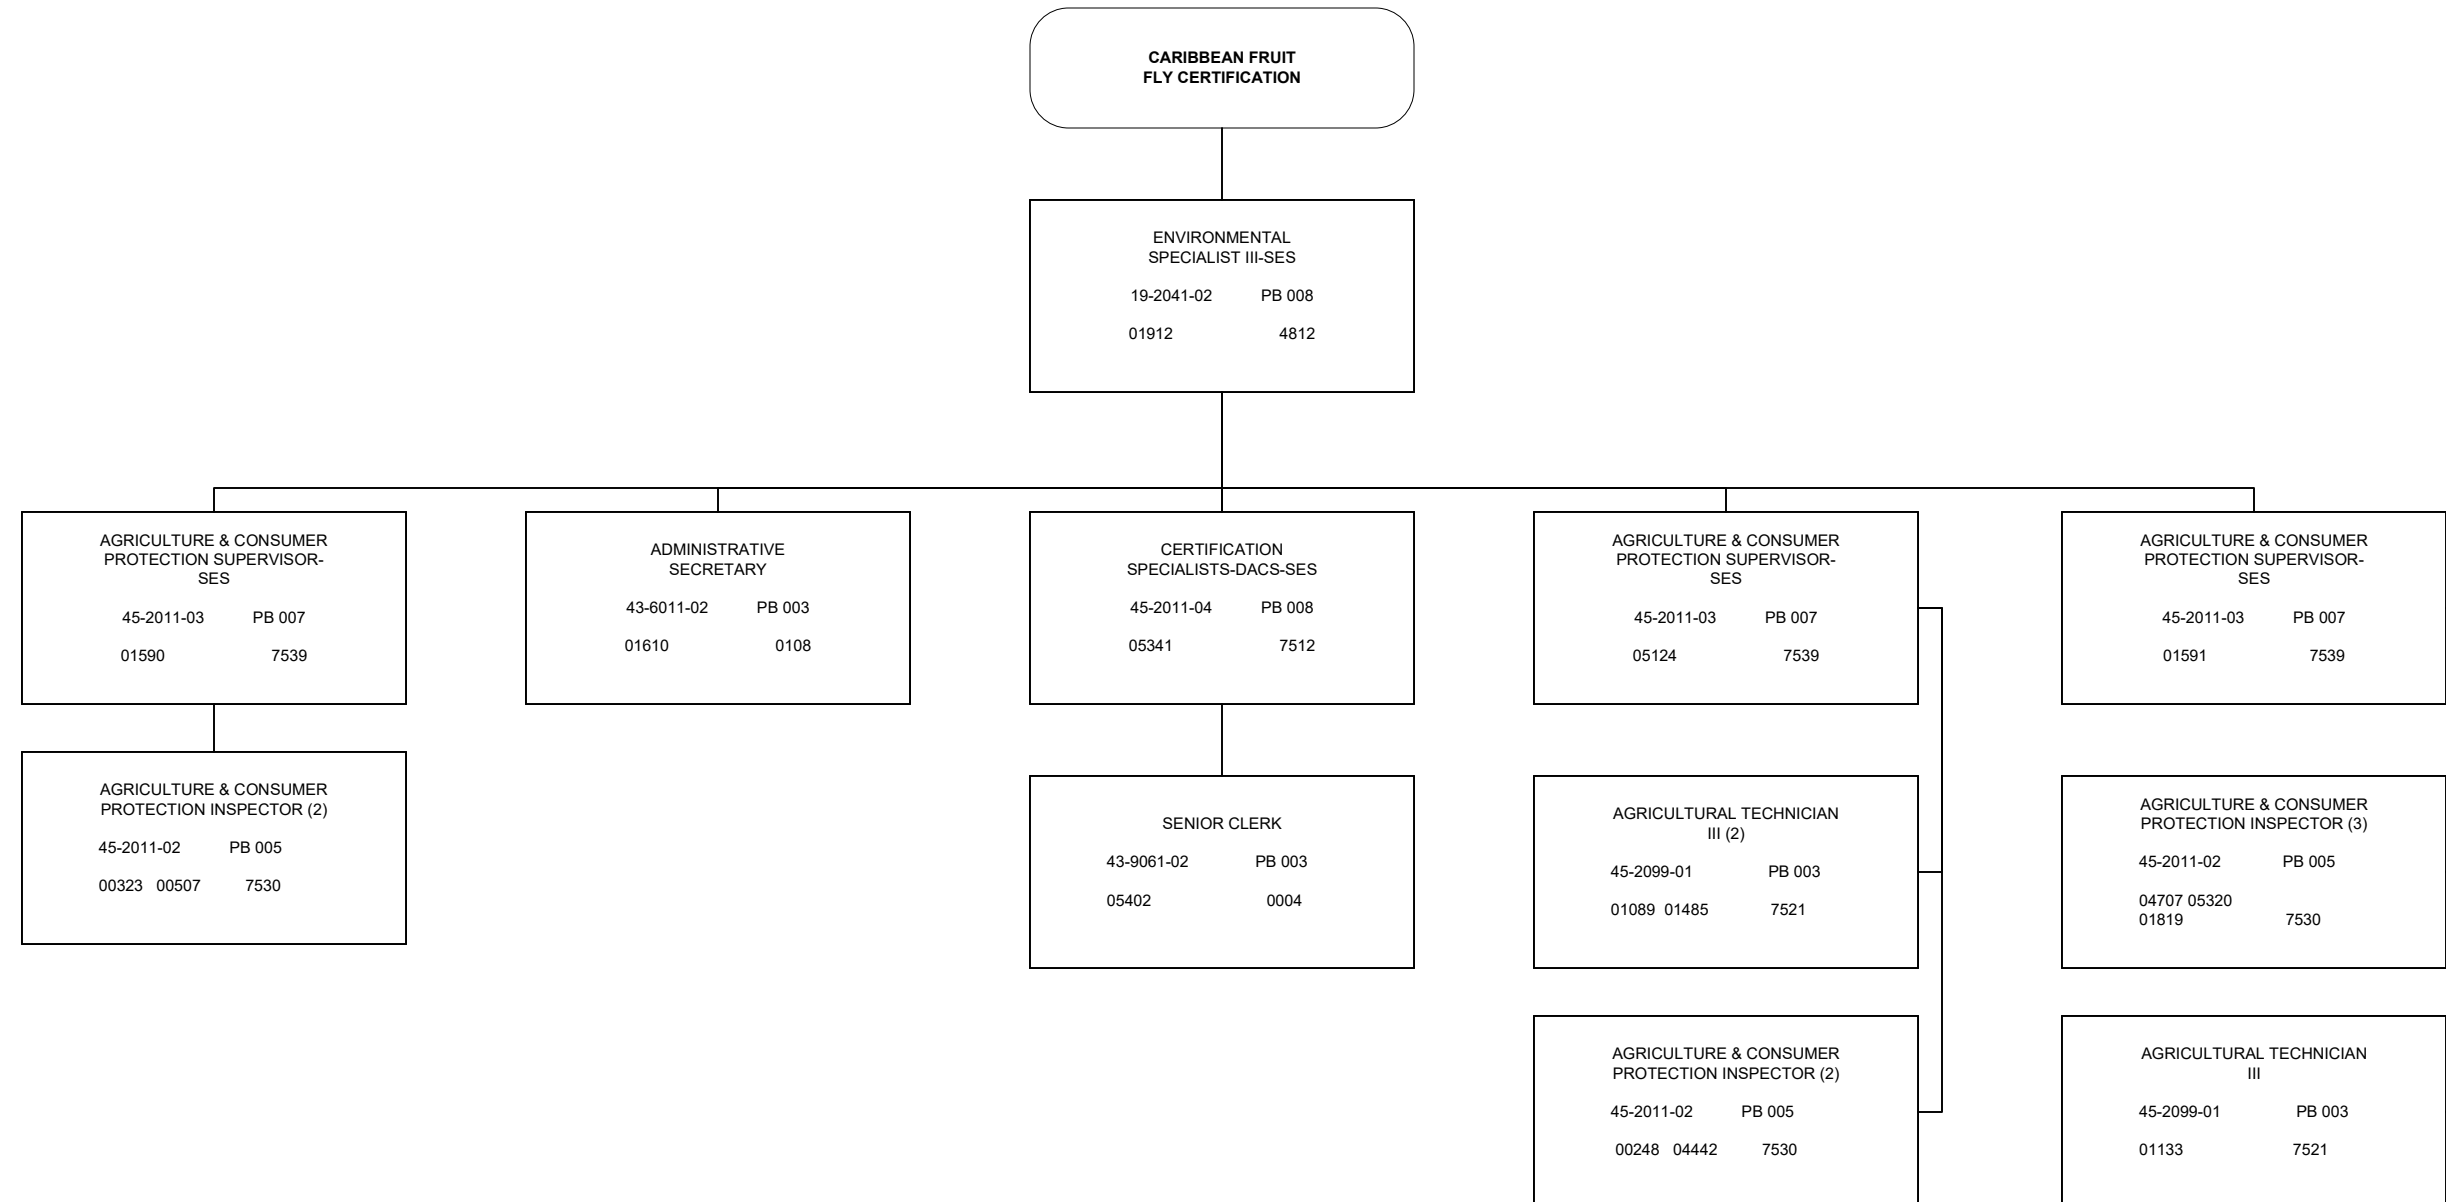 CARIBBEAN FRUIT
FLY CERTIFICATION
ENVIRONMENTAL
SPECIALIST III-SES
19-2041-02 PB 008
01912 4812
AGRICULTURE & CONSUMER
PROTECTION SUPERVISOR-
SES
45-2011-03 PB 007
01590 7539
ADMINISTRATIVE
SECRETARY
43-6011-02 PB 003
01610 0108
CERTIFICATION
SPECIALISTS-DACS-SES
45-2011-04 PB 008
05341 7512
AGRICULTURE & CONSUMER
PROTECTION SUPERVISOR-
SES
45-2011-03 PB 007
05124 7539
AGRICULTURE & CONSUMER
PROTECTION SUPERVISOR-
SES
45-2011-03 PB 007
01591 7539
AGRICULTURE & CONSUMER
PROTECTION INSPECTOR (2)
45-2011-02 PB 005
00323 00507 7530
SENIOR CLERK
43-9061-02 PB 003
05402 0004
AGRICULTURAL TECHNICIAN
III (2)
45-2099-01 PB 003
01089 01485 7521
AGRICULTURE & CONSUMER
PROTECTION INSPECTOR (3)
45-2011-02 PB 005
04707 05320
01819 7530
AGRICULTURE & CONSUMER
PROTECTION INSPECTOR (2)
45-2011-02 PB 005
00248 04442 7530
AGRICULTURAL TECHNICIAN
III
45-2099-01 PB 003
01133 7521